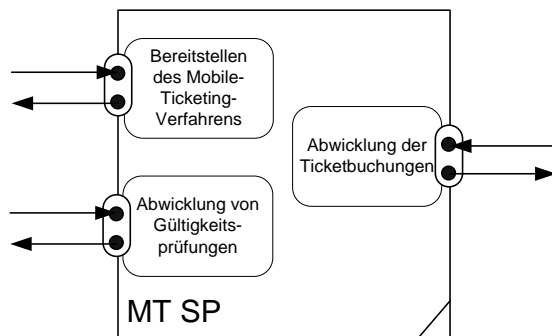 Bereitstellen
des Mobile-
Ticketing-
Verfahrens
Abwicklung der
Ticketbuchungen
Abwicklung von
Gültigkeits-
prüfungen
MT SP